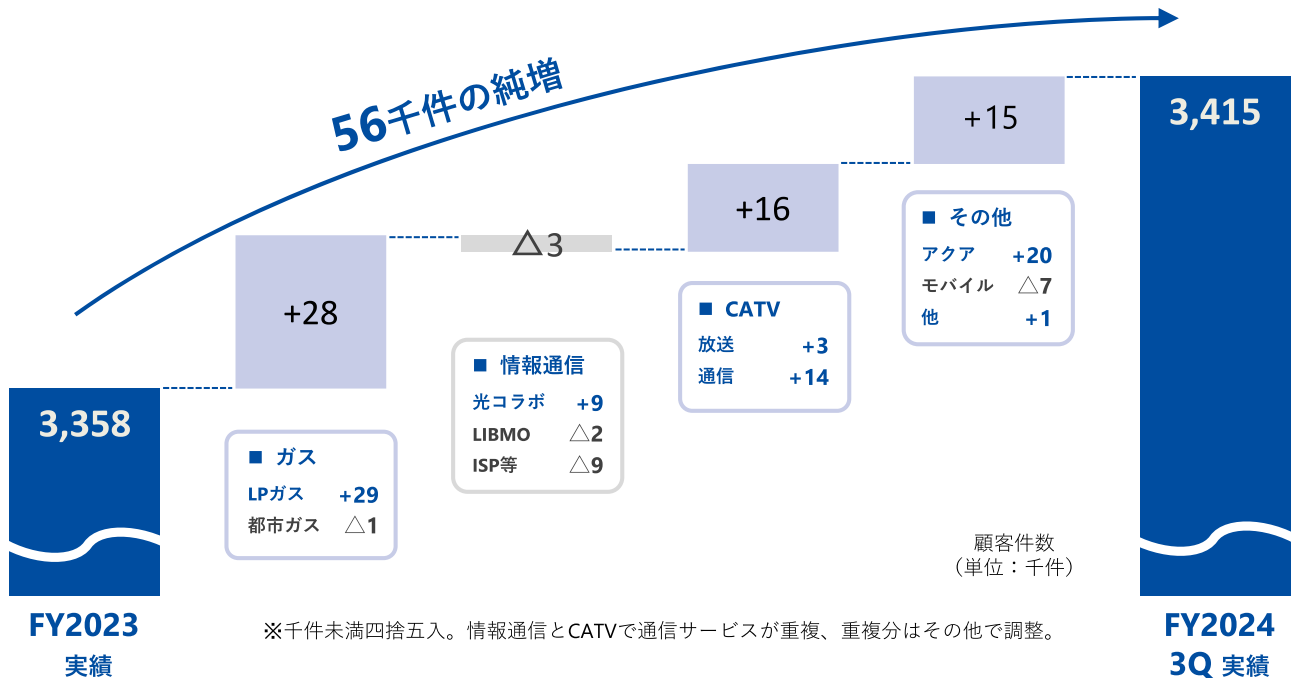 56千件の純増
3,358
FY2023
実績
+28
■ ガス
LPガス +29
都市ガス △1
△3
■ 情報通信
光コラボ +9
LIBMO △2
ISP等 △9
+16
■ CATV
放送 +3
通信 +14
+15
■ その他
アクア +20
モバイル △7
他 +1
3,415
FY2024
3Q 実績
顧客件数
（単位：千件）
※千件未満四捨五入。情報通信とCATVで通信サービスが重複、重複分はその他で調整。